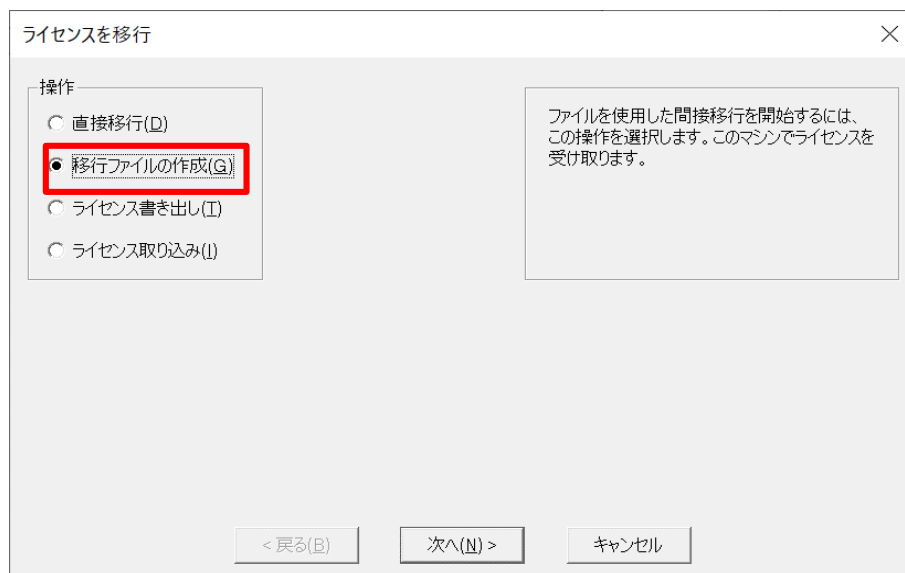 ライセンスを移行
操作
直接移行(D)
移行ファイルの作成(G)
ライセンス書き出し(T)
ライセンス取り込み(I)
ファイルを使用した間接移行を開始するには、
この操作を選択します。このマシンでライセンスを
受け取ります。
< 戻る(B)
次へ(N) >
キャンセル